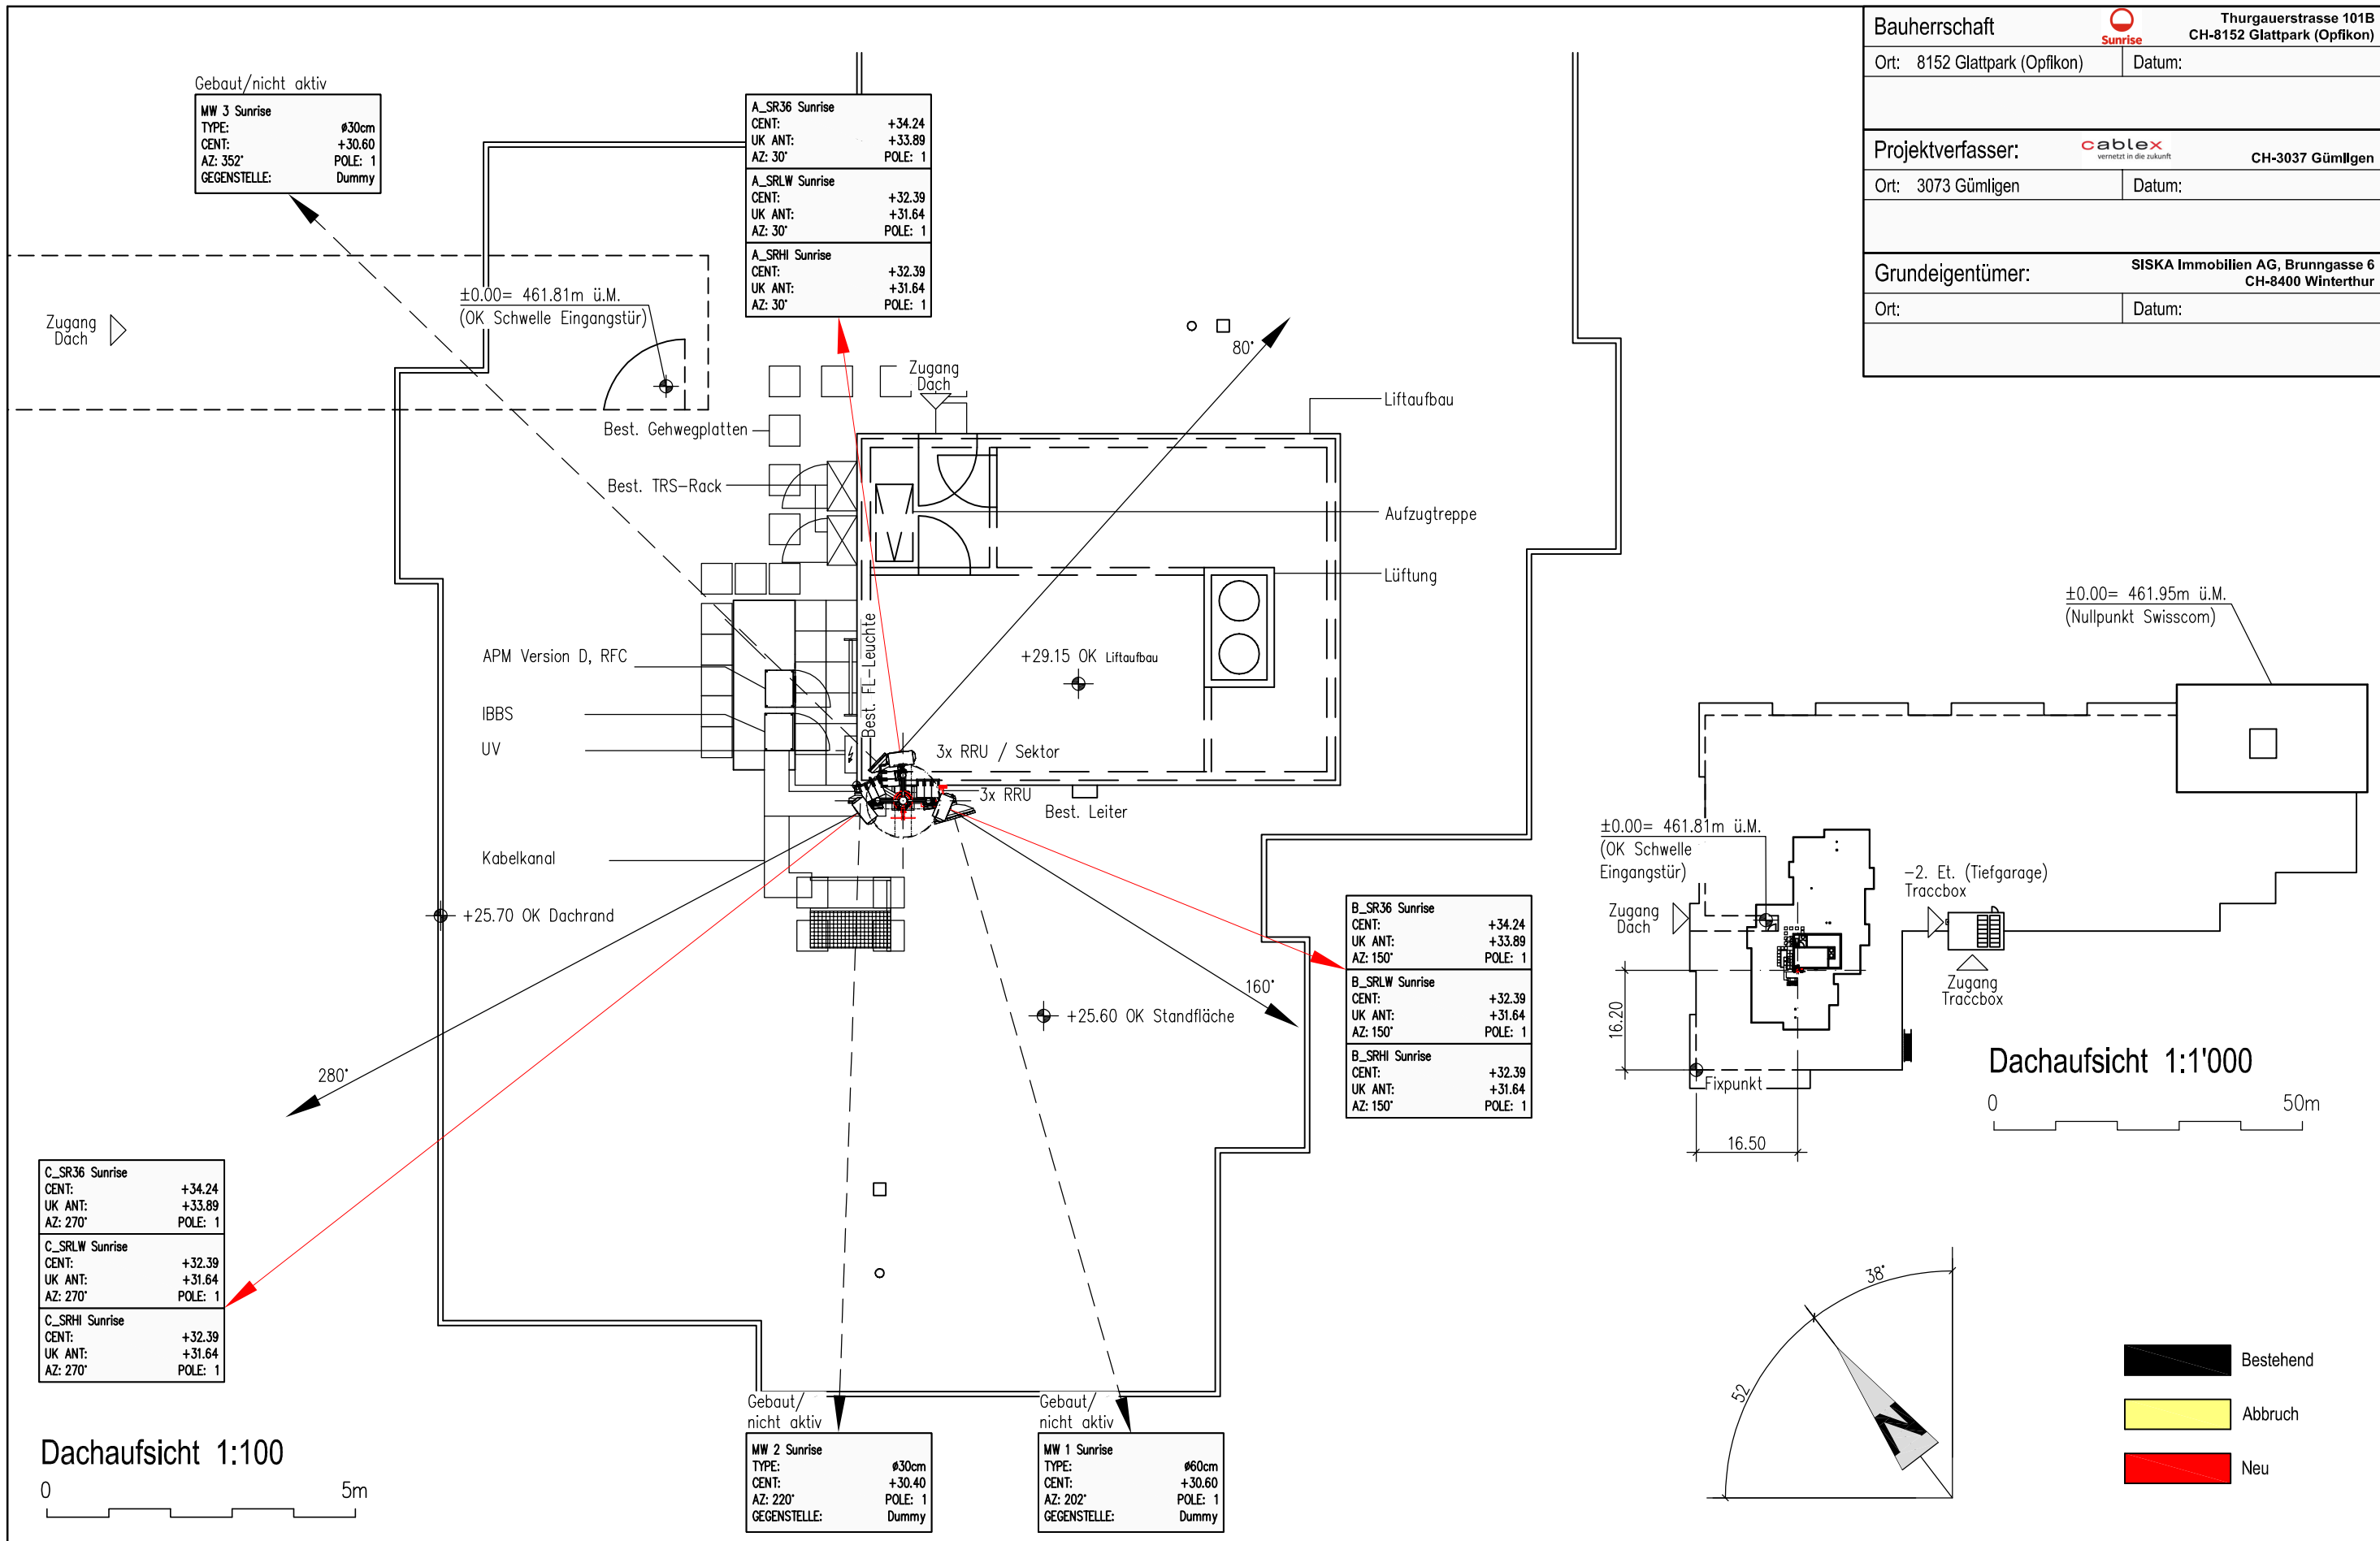 Bauherrschaft
Sunrise
Thurgauerstrasse 101B
CH-8152 Glattpark (Opfikon)
Ort: 8152 Glattpark (Opfikon)
Datum:
Projektverfasser:
cablex
vernetzt in die zukunft
CH-3037 Gümligen
Ort: 3073 Gümligen
Datum:
Grundeigentümer:
SISKA Immobilien AG, Brunngasse 6
CH-8400 Winterthur
Ort:
Datum:
Gebaut/nicht aktiv
MW 3 Sunrise
TYPE: ø30cm
CENT: +30.60
AZ: 352° POLE: 1
GEGENSTELLE: Dummy
A_SR36 Sunrise
CENT: +34.24
UK ANT: +33.89
AZ: 30° POLE: 1
A_SRLW Sunrise
CENT: +32.39
UK ANT: +31.64
AZ: 30° POLE: 1
A_SRHI Sunrise
CENT: +32.39
UK ANT: +31.64
AZ: 30° POLE: 1
±0.00= 461.81m ü.M.
(OK Schwelle Eingangstür)
Zugang
Dach
80°
Zugang
Dach
Liftaufbau
Best. Gehwegplatten
Best. TRS-Rack
Aufzugtreppe
Lüftung
Best. FL-Leuchte
APM Version D, RFC
+29.15 OK Liftaufbau
IBBS
UV
3x RRU / Sektor
3x RRU
Best. Leiter
Kabelkanal
+25.70 OK Dachrand
+25.60 OK Standfläche
160°
280°
B_SR36 Sunrise
CENT: +34.24
UK ANT: +33.89
AZ: 150° POLE: 1
B_SRLW Sunrise
CENT: +32.39
UK ANT: +31.64
AZ: 150° POLE: 1
B_SRHI Sunrise
CENT: +32.39
UK ANT: +31.64
AZ: 150° POLE: 1
C_SR36 Sunrise
CENT: +34.24
UK ANT: +33.89
AZ: 270° POLE: 1
C_SRLW Sunrise
CENT: +32.39
UK ANT: +31.64
AZ: 270° POLE: 1
C_SRHI Sunrise
CENT: +32.39
UK ANT: +31.64
AZ: 270° POLE: 1
Gebaut/
nicht aktiv
MW 2 Sunrise
TYPE: ø30cm
CENT: +30.40
AZ: 220° POLE: 1
GEGENSTELLE: Dummy
Gebaut/
nicht aktiv
MW 1 Sunrise
TYPE: ø60cm
CENT: +30.60
AZ: 202° POLE: 1
GEGENSTELLE: Dummy
Dachaufsicht 1:100
0 5m
±0.00= 461.95m ü.M.
(Nullpunkt Swisscom)
±0.00= 461.81m ü.M.
(OK Schwelle
Eingangstür)
Zugang
Dach
-2. Et. (Tiefgarage)
Traccbox
Zugang
Traccbox
16.20
Fixpunkt
16.50
Dachaufsicht 1:1'000
0 50m
38°
52
N
Bestehend
Abbruch
Neu